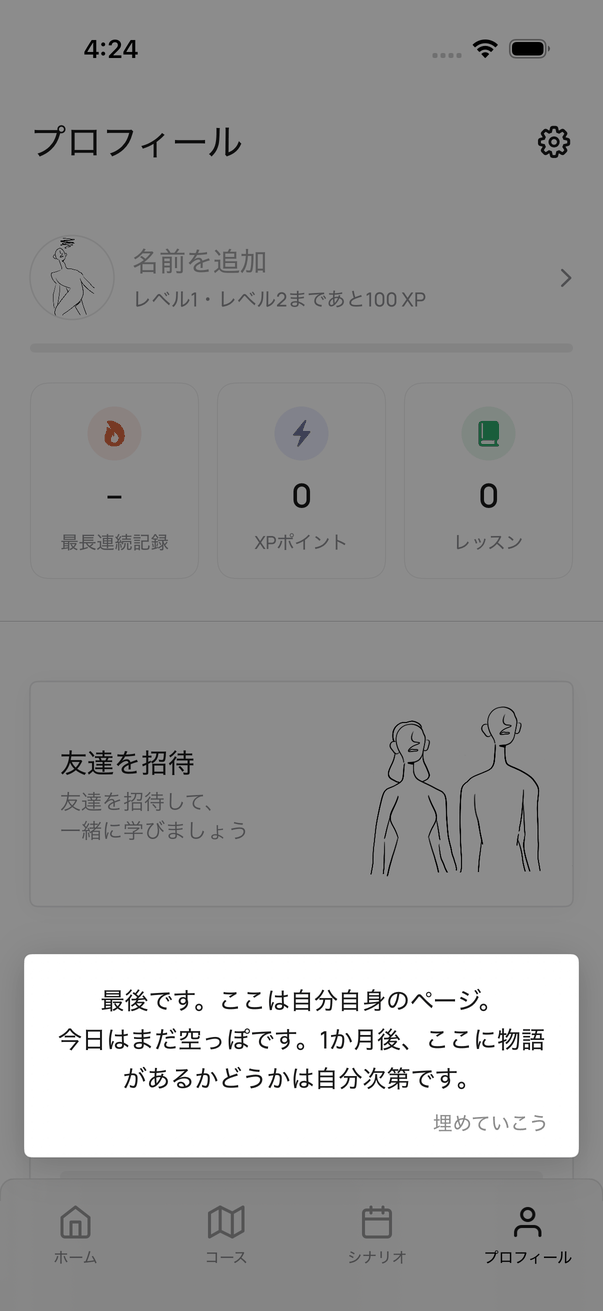 4:24
プロフィール
名前を追加
レベル1・レベル2まであと100 XP
–
0
0
最長連続記録
XPポイント
レッスン
友達を招待
友達を招待して、
一緒に学びましょう
最後です。ここは自分自身のページ。
今日はまだ空っぽです。1か月後、ここに物語
があるかどうかは自分次第です。
埋めていこう
ホーム
コース
シナリオ
プロフィール